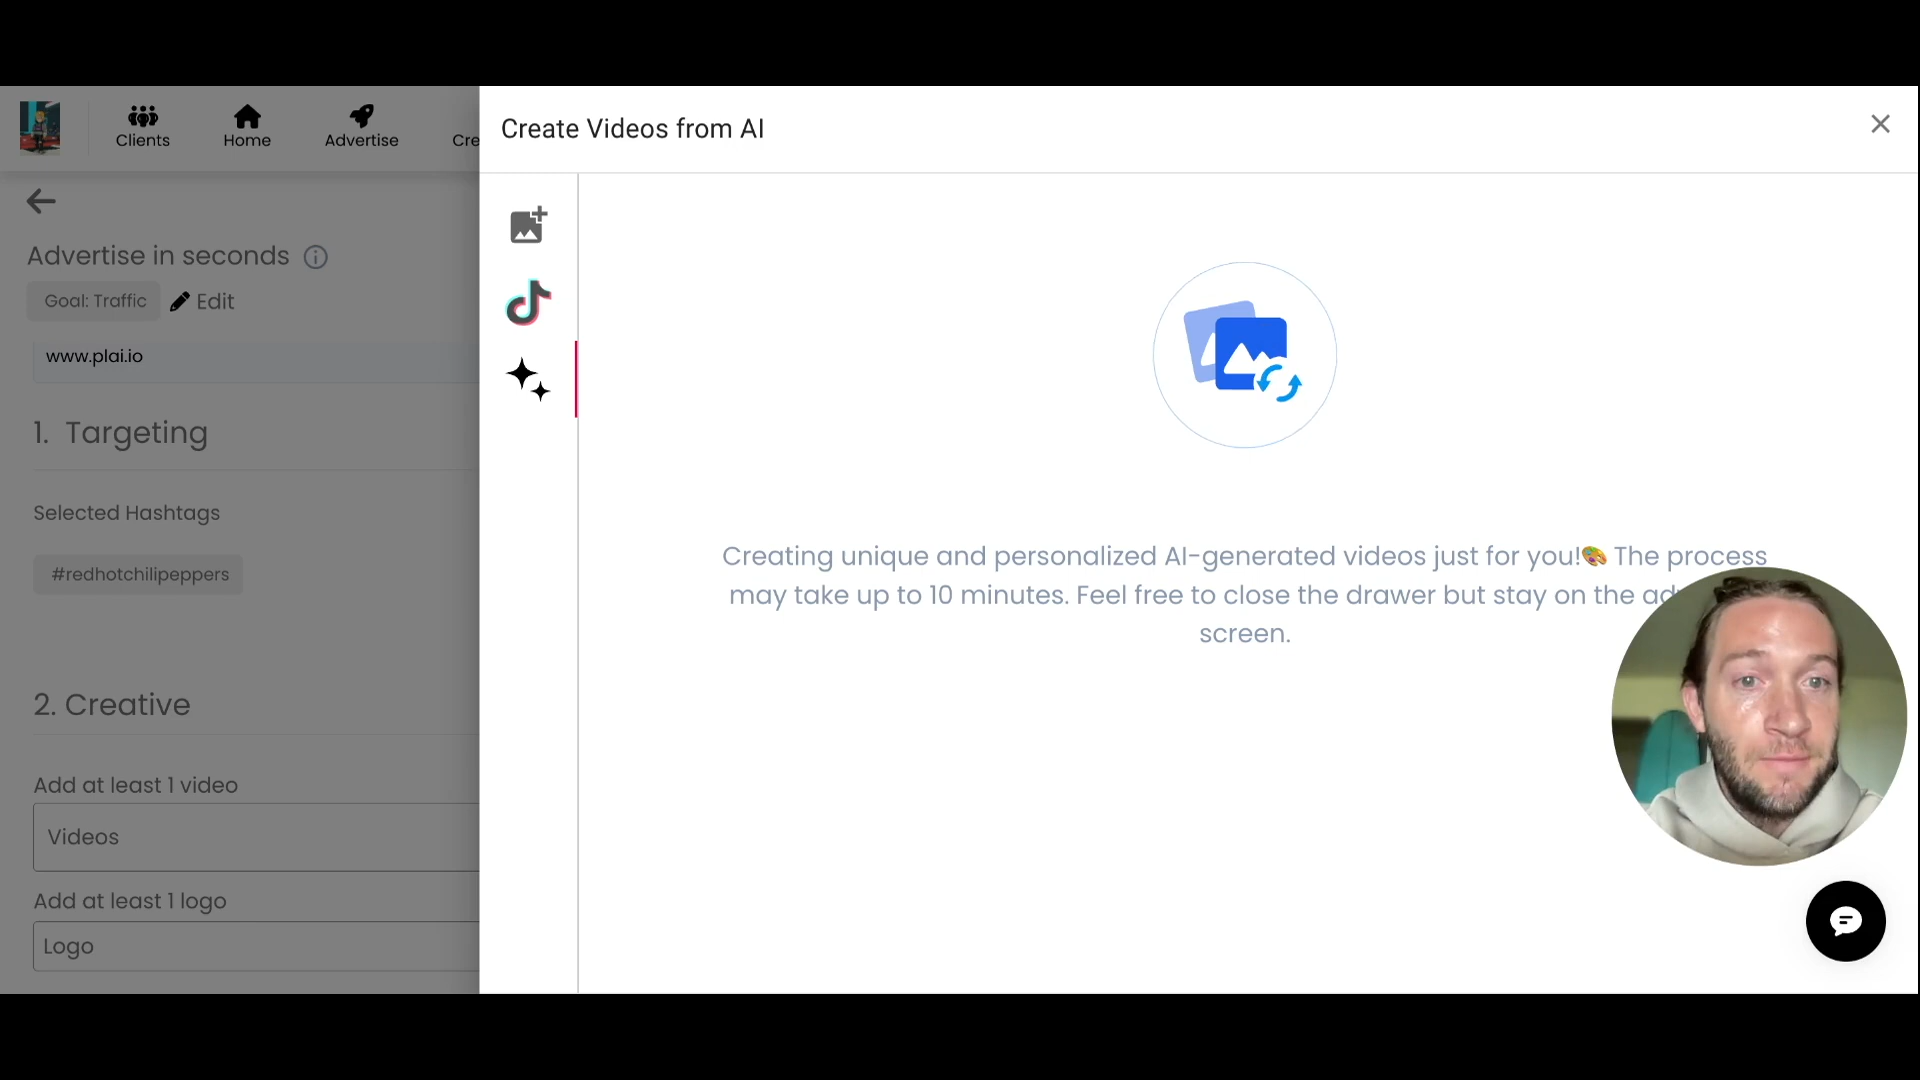 Clients
Home
Advertise
Cre
Create Videos from AI
Advertise in seconds
Goal: Traffic
Edit
www.plai.io
1. Targeting
Selected Hashtags
#redhotchilipeppers
2. Creative
Add at least 1 video
Videos
Add at least 1 logo
Logo
Creating unique and personalized AI-generated videos just for you!🎨 The process
may take up to 10 minutes. Feel free to close the drawer but stay on the ad
screen.